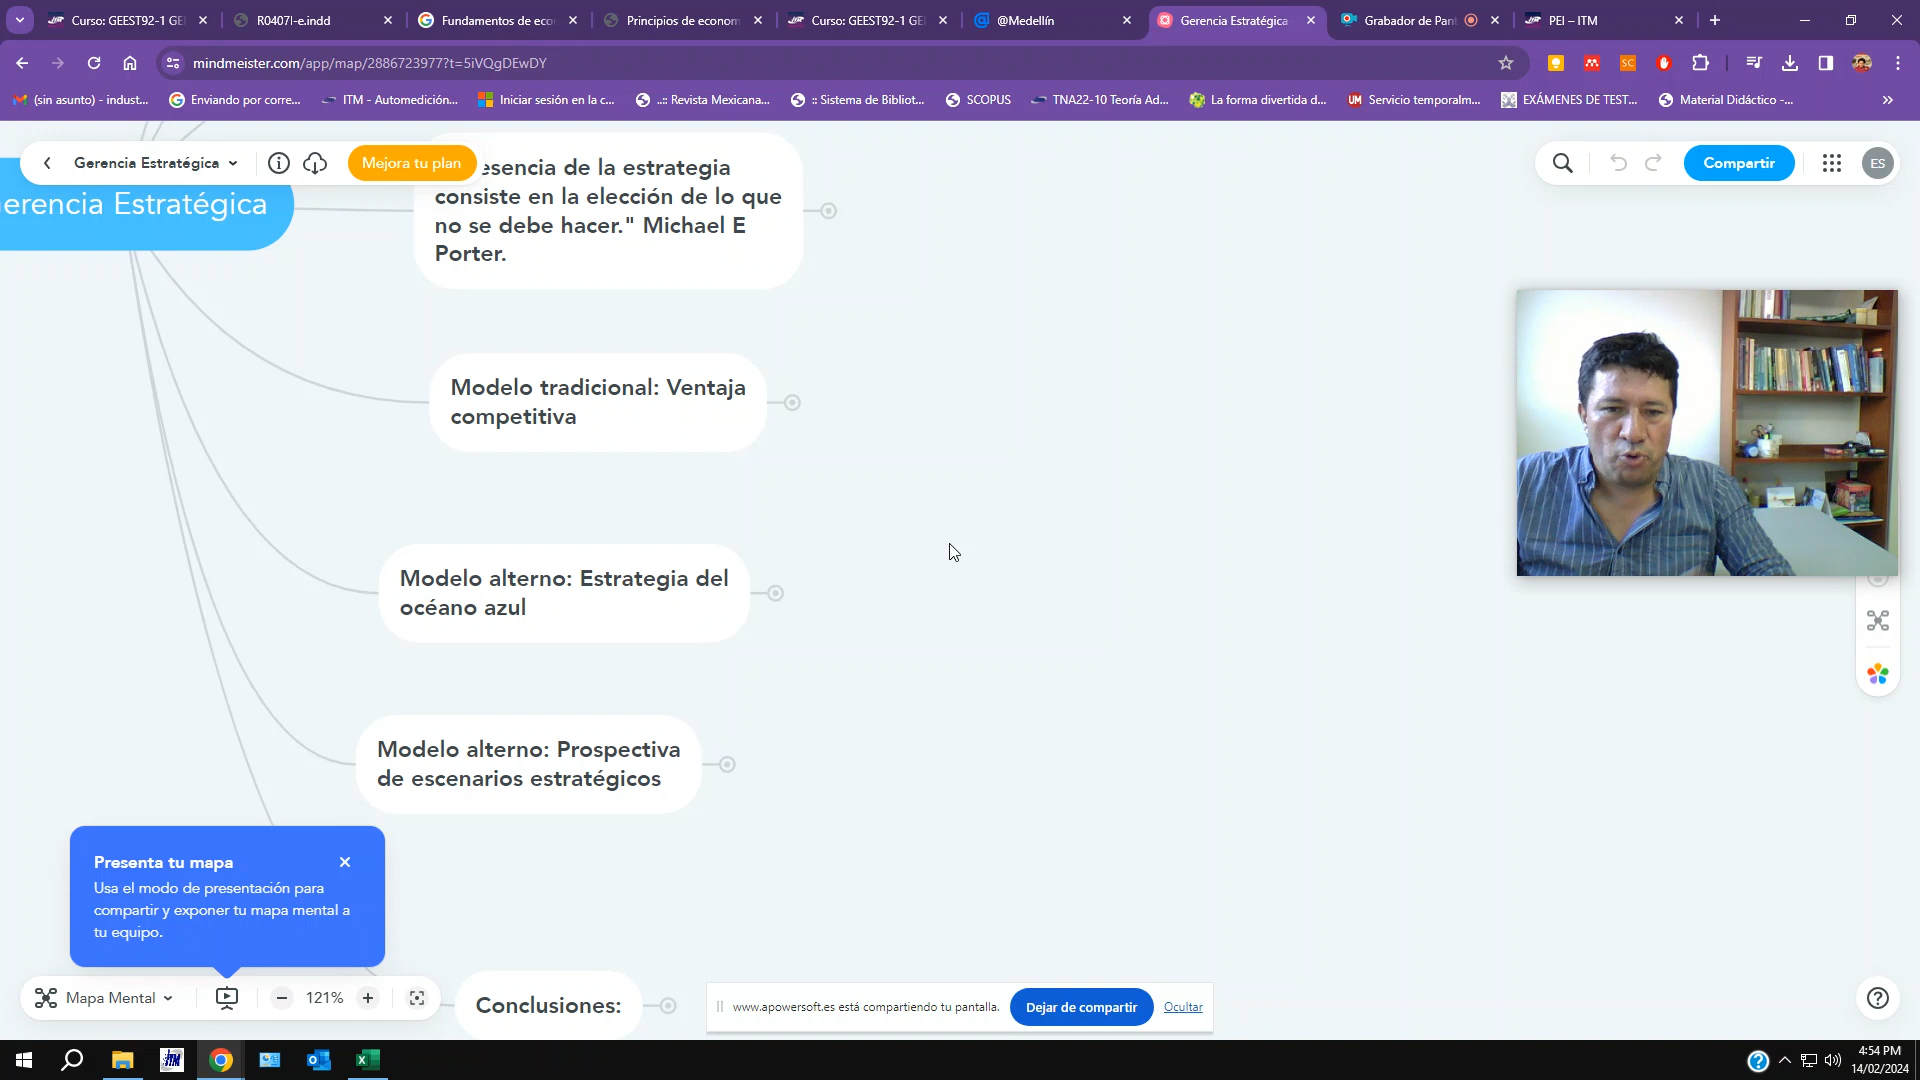 Curso: GEEST92-1 GE
R0407I-e.indd
Fundamentos de eco
Principios de econom
Curso: GEEST92-1 GE
@Medellín
Gerencia Estratégica
Grabador de Pan
PEI – ITM
mindmeister.com/app/map/2886723977?t=5iVQgDEwDY
SC
(sin asunto) - indust...
Enviando por corre...
ITM - Automedición...
Iniciar sesión en la c...
..:: Revista Mexicana...
:: Sistema de Bibliot...
SCOPUS
TNA22-10 Teoría Ad...
La forma divertida d...
UM
Servicio temporalm...
EXÁMENES DE TEST...
Material Didáctico -...
Gerencia Estratégica
Mejora tu plan
Compartir
ES
erencia Estratégica
esencia de la estrategia
consiste en la elección de lo que
no se debe hacer." Michael E
Porter.
Modelo tradicional: Ventaja
competitiva
Modelo alterno: Estrategia del
océano azul
Modelo alterno: Prospectiva
de escenarios estratégicos
Presenta tu mapa
Usa el modo de presentación para
compartir y exponer tu mapa mental a
tu equipo.
Mapa Mental
121%
Conclusiones:
www.apowersoft.es está compartiendo tu pantalla.
Dejar de compartir
Ocultar
ITM
4:54 PM
14/02/2024